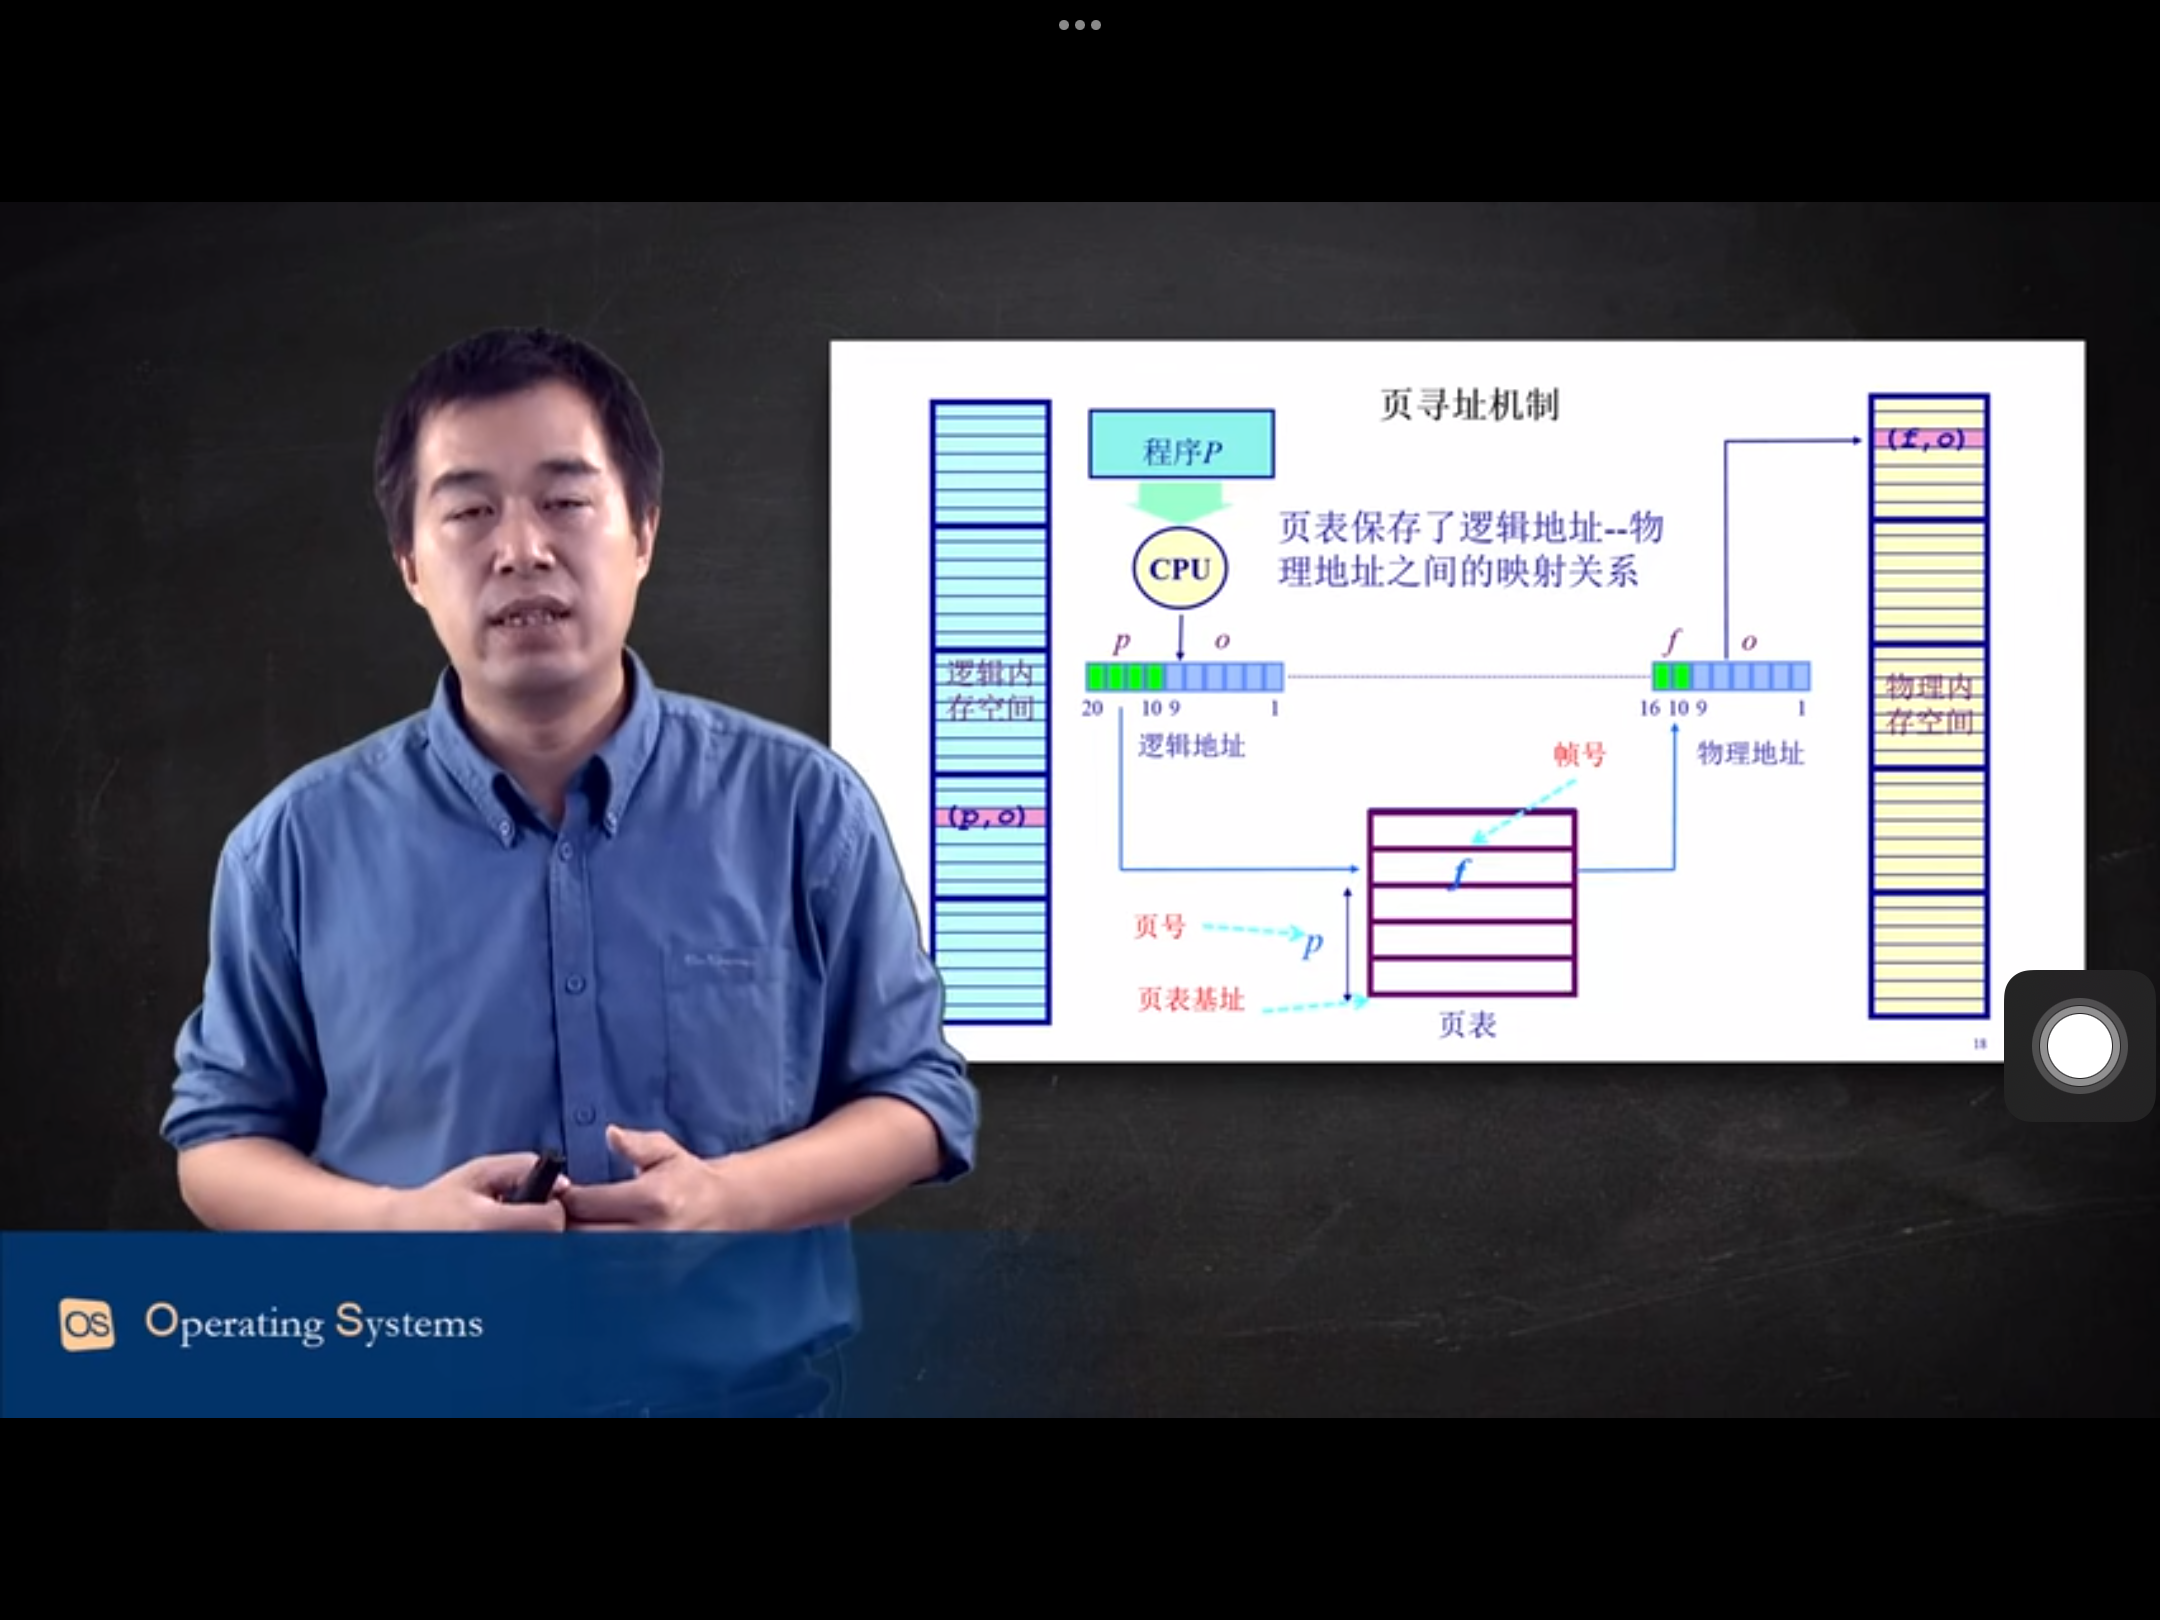 页寻址机制
程序P
(f,o)
CPU
页表保存了逻辑地址--物
理地址之间的映射关系
p o
f o
逻辑内
存空间
20 10 9 1
16 10 9 1
物理内
存空间
逻辑地址
帧号
物理地址
(p,o)
f
页号
p
页表基址
页表
18
OS Operating Systems